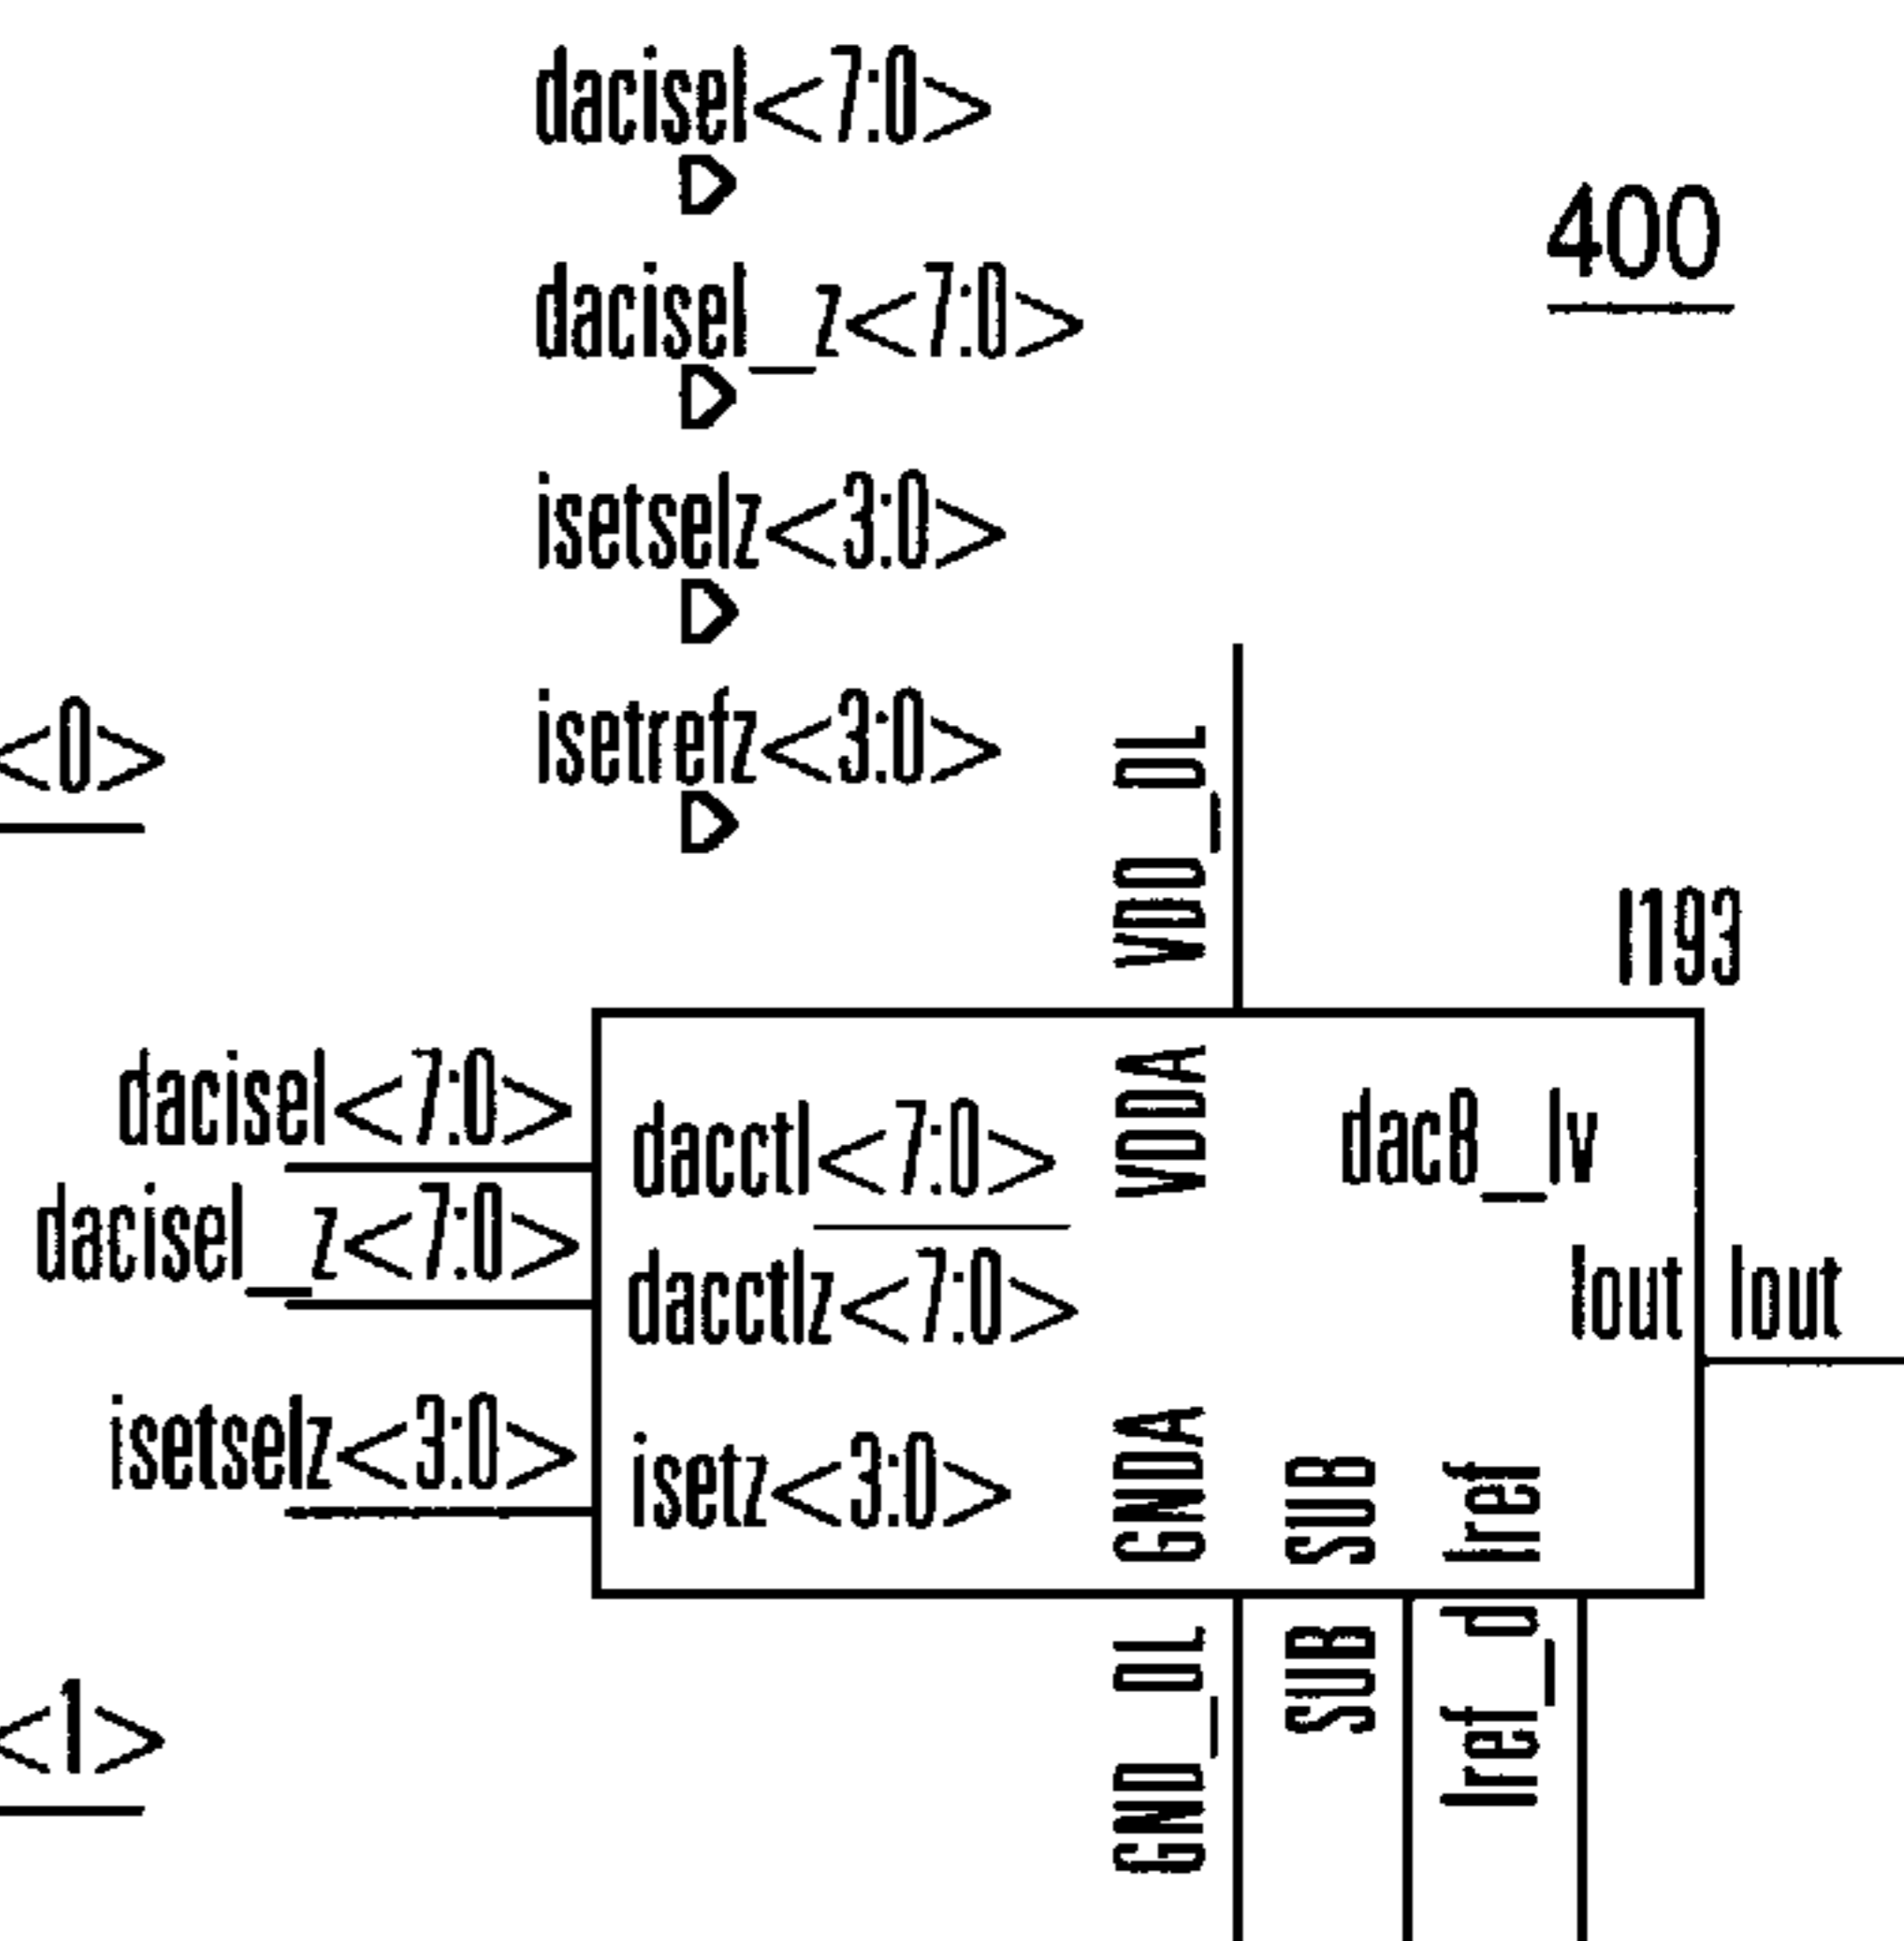 dacisel<7:0>
400
dacisel_z<7:0>
isetselz<3:0>
isetrefz<3:0>
<0>
VDD_DL
I193
dacisel<7:0>
dacctl<7:0>
VDDA
dac8_lv
dacisel_z<7:0>
dacctlz<7:0>
Iout
Iout
isetselz<3:0>
isetz<3:0>
GNDA
SUB
Iref
GND_DL
SUB
Iref_d
<1>